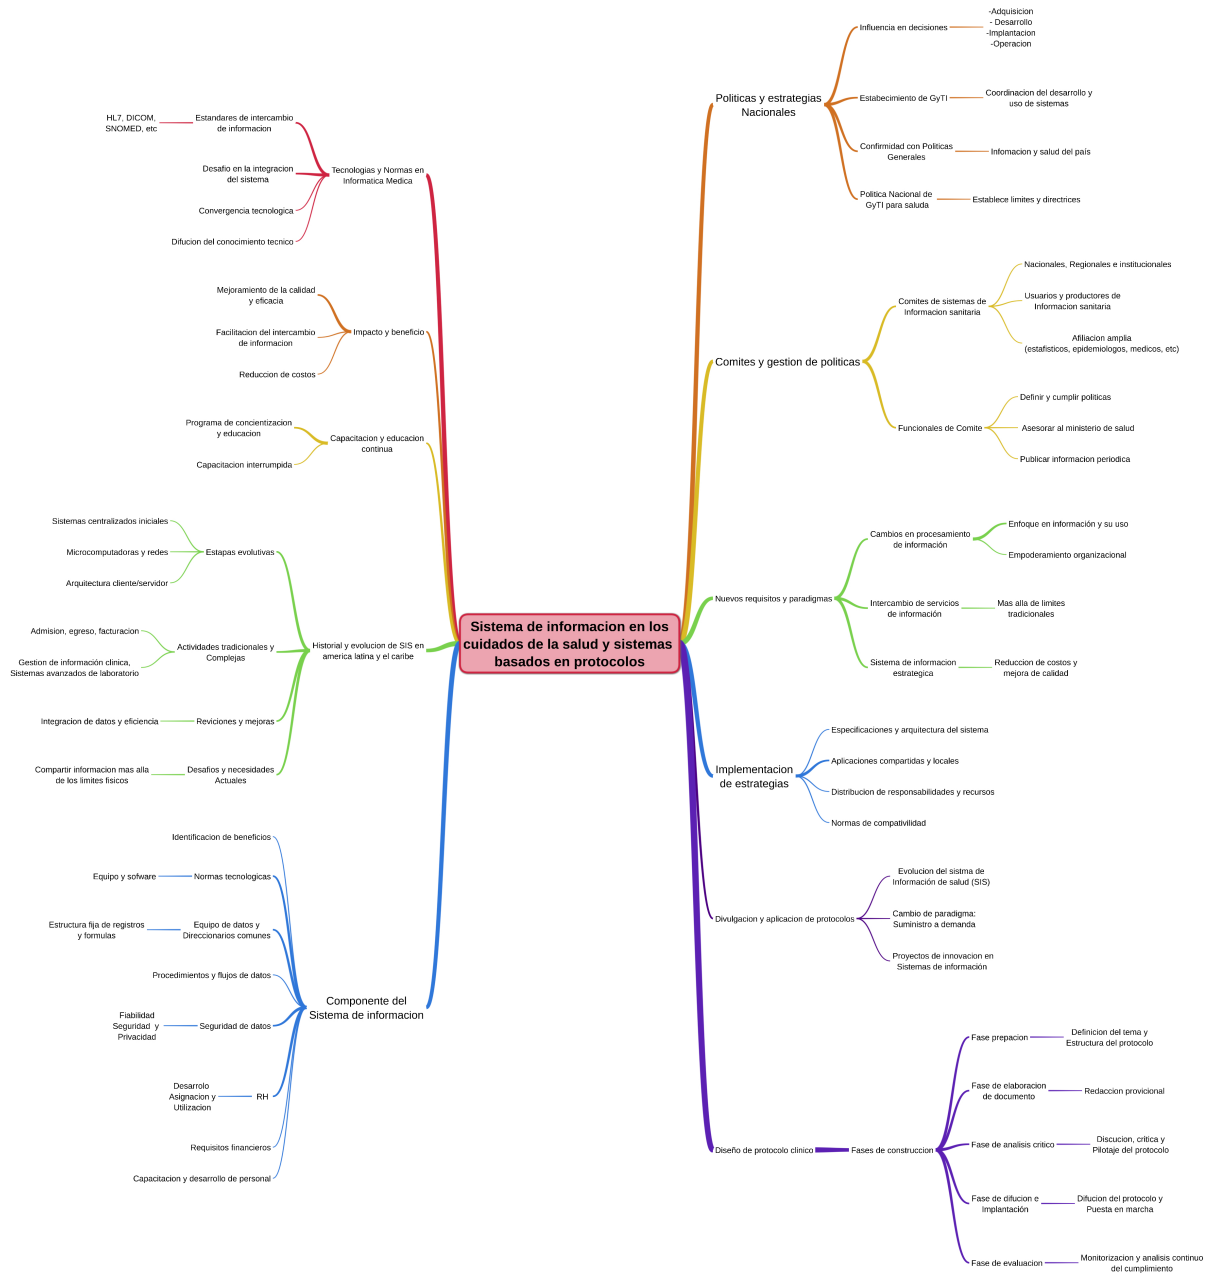 Sistema de informacion en los
cuidados de la salud y sistemas
basados en protocolos
Tecnologias y Normas en
Informatica Medica
Estandares de intercambio
de informacion
HL7, DICOM,
SNOMED, etc
Desafio en la integracion
del sistema
Convergencia tecnologica
Difucion del conocimiento tecnico
Impacto y beneficio
Mejoramiento de la calidad
y eficacia
Facilitacion del intercambio
de informacion
Reduccion de costos
Capacitacion y educacion
continua
Programa de concientizacion
y educacion
Capacitacion interrumpida
Historial y evolucion de SIS en
america latina y el caribe
Estapas evolutivas
Sistemas centralizados iniciales
Microcomputadoras y redes
Arquitectura cliente/servidor
Actividades tradicionales y
Complejas
Admision, egreso, facturacion
Gestion de información clinica,
Sistemas avanzados de laboratorio
Reviciones y mejoras
Integracion de datos y eficiencia
Desafios y necesidades
Actuales
Compartir informacion mas alla
de los limites fisicos
Componente del
Sistema de informacion
Identificacion de beneficios
Normas tecnologicas
Equipo y sofware
Equipo de datos y
Direccionarios comunes
Estructura fija de registros
y formulas
Procedimientos y flujos de datos
Seguridad de datos
Fiabilidad
Seguridad y
Privacidad
RH
Desarrolo
Asignacion y
Utilizacion
Requisitos financieros
Capacitacion y desarrollo de personal
Politicas y estrategias
Nacionales
Influencia en decisiones
-Adquisicion
- Desarrollo
-Implantacion
-Operacion
Estabecimiento de GyTI
Coordinacion del desarrollo y
uso de sistemas
Confirmidad con Politicas
Generales
Infomacion y salud del país
Politica Nacional de
GyTI para saluda
Establece limites y directrices
Comites y gestion de politicas
Comites de sistemas de
Informacion sanitaria
Nacionales, Regionales e institucionales
Usuarios y productores de
Informacion sanitaria
Afiliacion amplia
(estafisticos, epidemiologos, medicos, etc)
Funcionales de Comite
Definir y cumplir politicas
Asesorar al ministerio de salud
Publicar informacion periodica
Nuevos requisitos y paradigmas
Cambios en procesamiento
de información
Enfoque en información y su uso
Empoderamiento organizacional
Intercambio de servicios
de información
Mas alla de limites
tradicionales
Sistema de informacion
estrategica
Reduccion de costos y
mejora de calidad
Implementacion
de estrategias
Especificaciones y arquitectura del sistema
Aplicaciones compartidas y locales
Distribucion de responsabilidades y recursos
Normas de compativilidad
Divulgacion y aplicacion de protocolos
Evolucion del sistma de
Información de salud (SIS)
Cambio de paradigma:
Suministro a demanda
Proyectos de innovacion en
Sistemas de información
Diseño de protocolo clínico
Fases de construccion
Fase prepacion
Definicion del tema y
Estructura del protocolo
Fase de elaboracion
de documento
Redaccion provicional
Fase de analisis critico
Discucion, critica y
Pilotaje del protocolo
Fase de difucion e
Implantación
Difucion del protocolo y
Puesta en marcha
Fase de evaluacion
Monitorizacion y analisis continuo
del cumplimiento